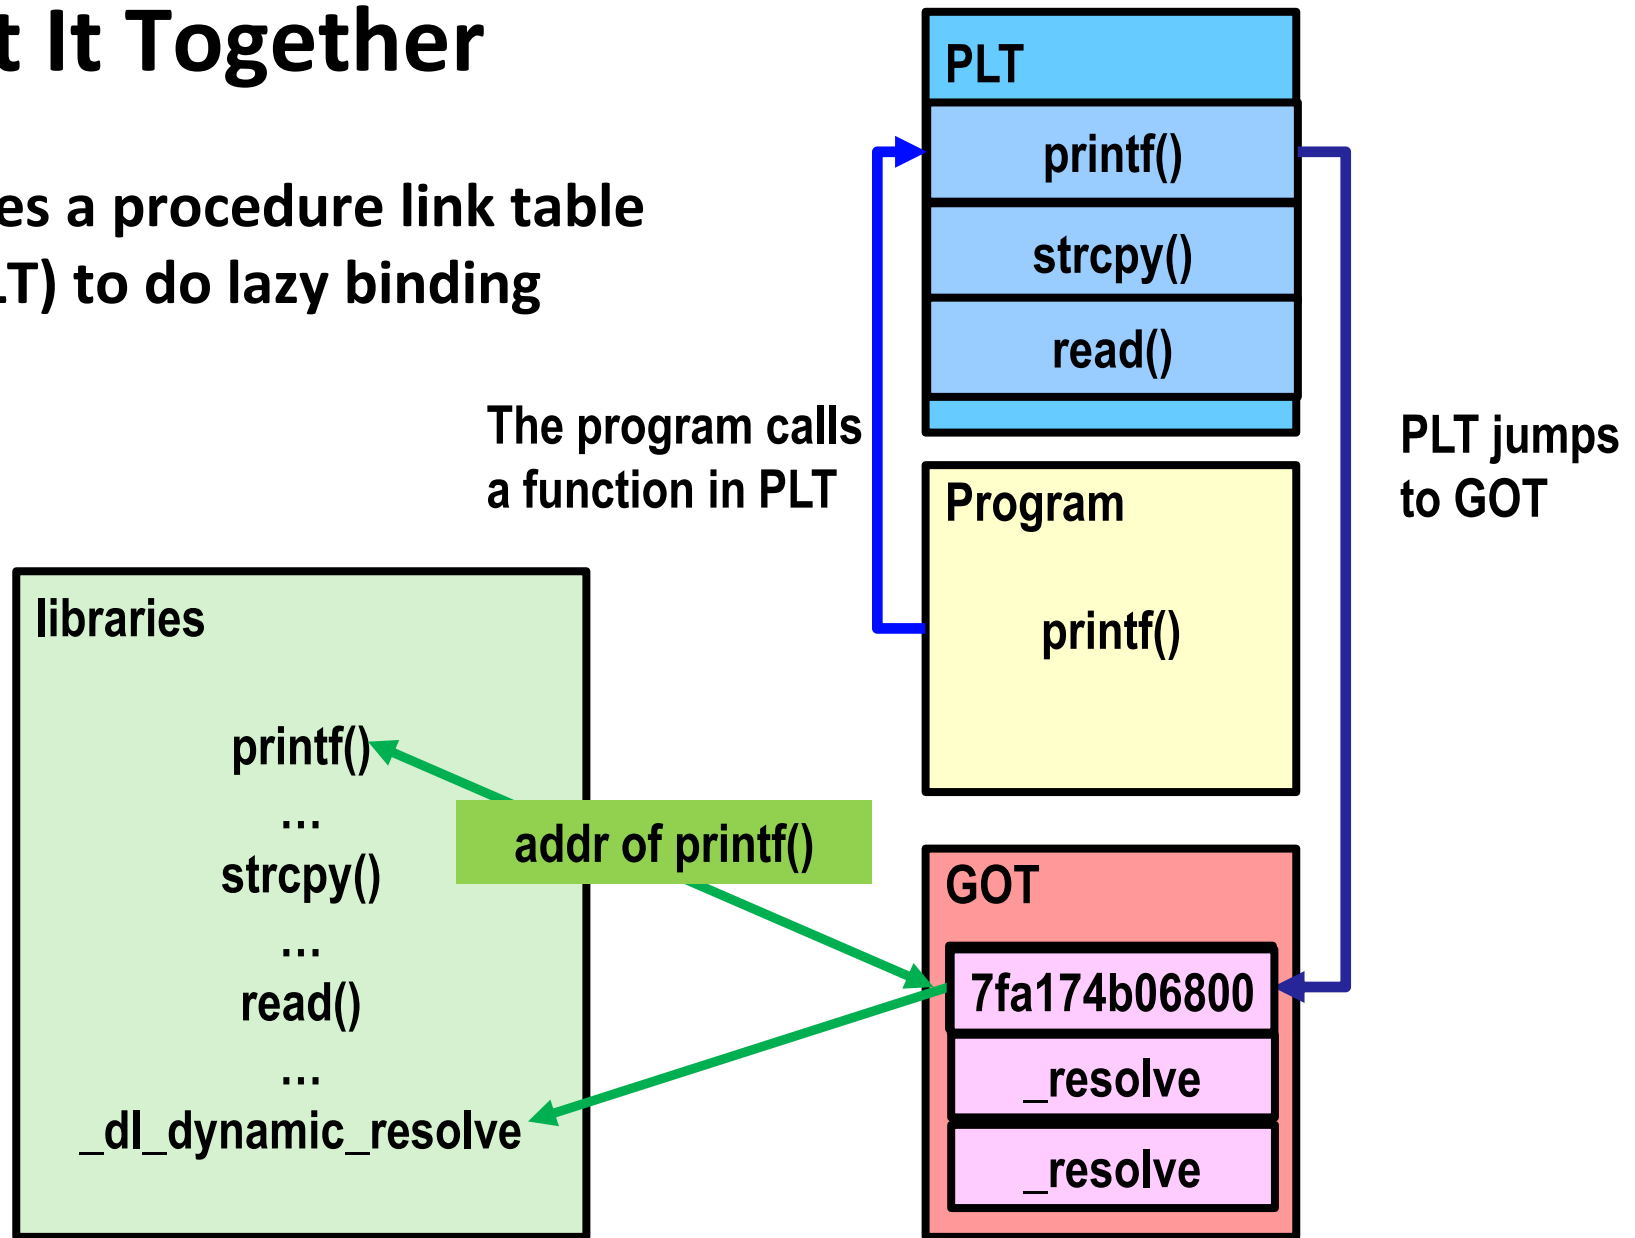 t It Together
es a procedure link table
LT) to do lazy binding
PLT
printf()
strcpy()
read()
The program calls
a function in PLT
PLT jumps
to GOT
Program
printf()
libraries
printf()
...
strcpy()
...
read()
...
_dl_dynamic_resolve
addr of printf()
GOT
7fa174b06800
_resolve
_resolve